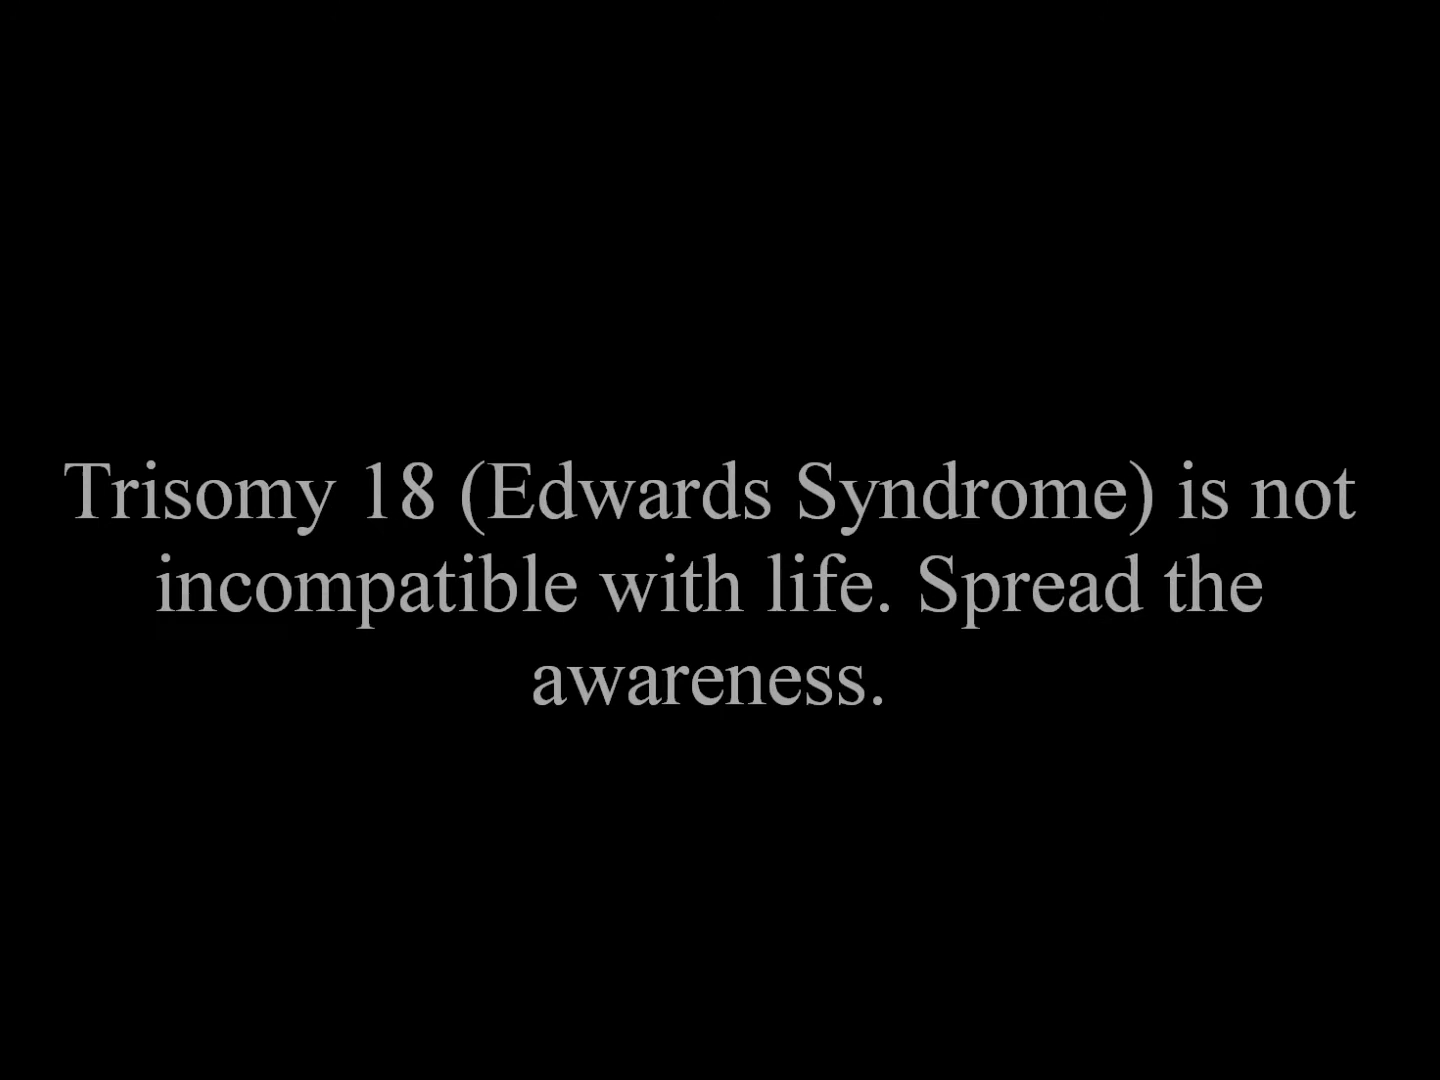 Trisomy 18 (Edwards Syndrome) is not
incompatible with life. Spread the
awareness.